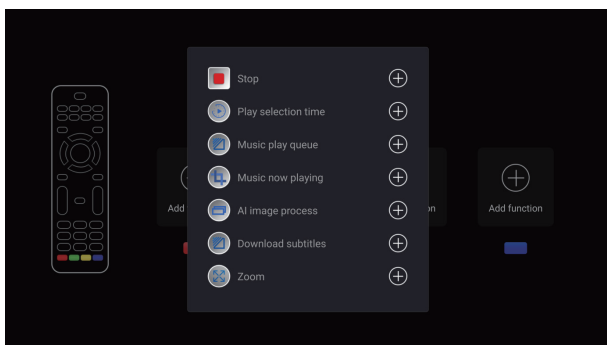 Stop
Play selection time
Music play queue
Music now playing
AI image process
Download subtitles
Zoom
Add
on
Add function